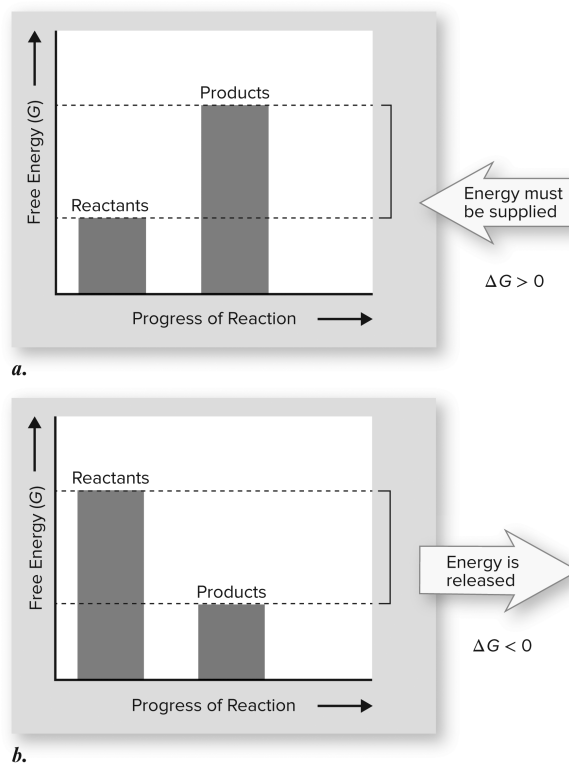 Free Energy (G)
Products
Reactants
Energy must
be supplied
ΔG > 0
Progress of Reaction
a.
Free Energy (G)
Reactants
Products
Energy is
released
ΔG < 0
Progress of Reaction
b.